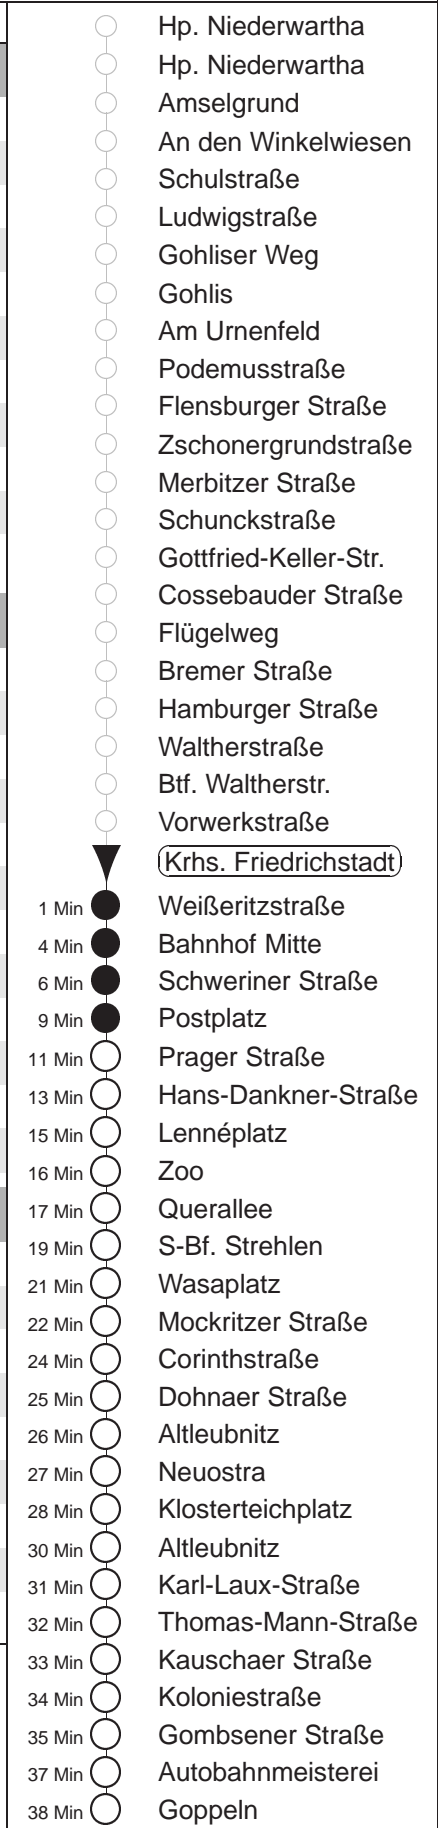 Hp. Niederwartha
Hp. Niederwartha
Amselgrund
An den Winkelwiesen
Schulstraße
Ludwigstraße
Gohliser Weg
Gohlis
Am Urnenfeld
Podemusstraße
Flensburger Straße
Zschonergrundstraße
Merbitzer Straße
Schunckstraße
Gottfried-Keller-Str.
Cossebauder Straße
Flügelweg
Bremer Straße
Hamburger Straße
Waltherstraße
Btf. Waltherstr.
Vorwerkstraße
Krhs. Friedrichstadt
1 Min Weißeritzstraße
4 Min Bahnhof Mitte
6 Min Schweriner Straße
9 Min Postplatz
11 Min Prager Straße
13 Min Hans-Dankner-Straße
15 Min Lennéplatz
16 Min Zoo
17 Min Querallee
19 Min S-Bf. Strehlen
21 Min Wasaplatz
22 Min Mockritzer Straße
24 Min Corinthstraße
25 Min Dohnaer Straße
26 Min Altleubnitz
27 Min Neuostra
28 Min Klosterteichplatz
30 Min Altleubnitz
31 Min Karl-Laux-Straße
32 Min Thomas-Mann-Straße
33 Min Kauschaer Straße
34 Min Koloniestraße
35 Min Gombsener Straße
37 Min Autobahnmeisterei
38 Min Goppeln